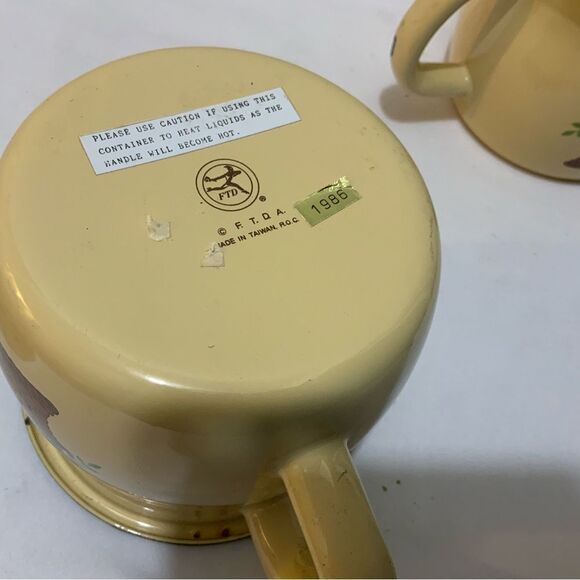 PLEASE USE CAUTION IF USING THIS
CONTAINER TO HEAT LIQUIDS AS THE
HANDLE WILL BECOME HOT.
FTD
®
© F. T. D. A. 1986
MADE IN TAIWAN, R.O.C.